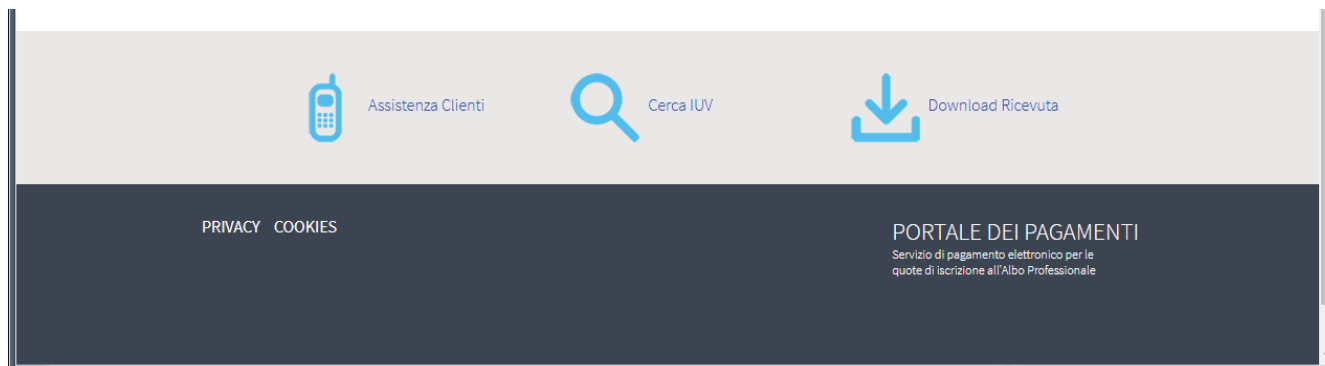 Assistenza Clienti
Cerca IUV
Download Ricevuta
PRIVACY COOKIES
PORTALE DEI PAGAMENTI
Servizio di pagamento elettronico per le
quote di iscrizione all'Albo Professionale